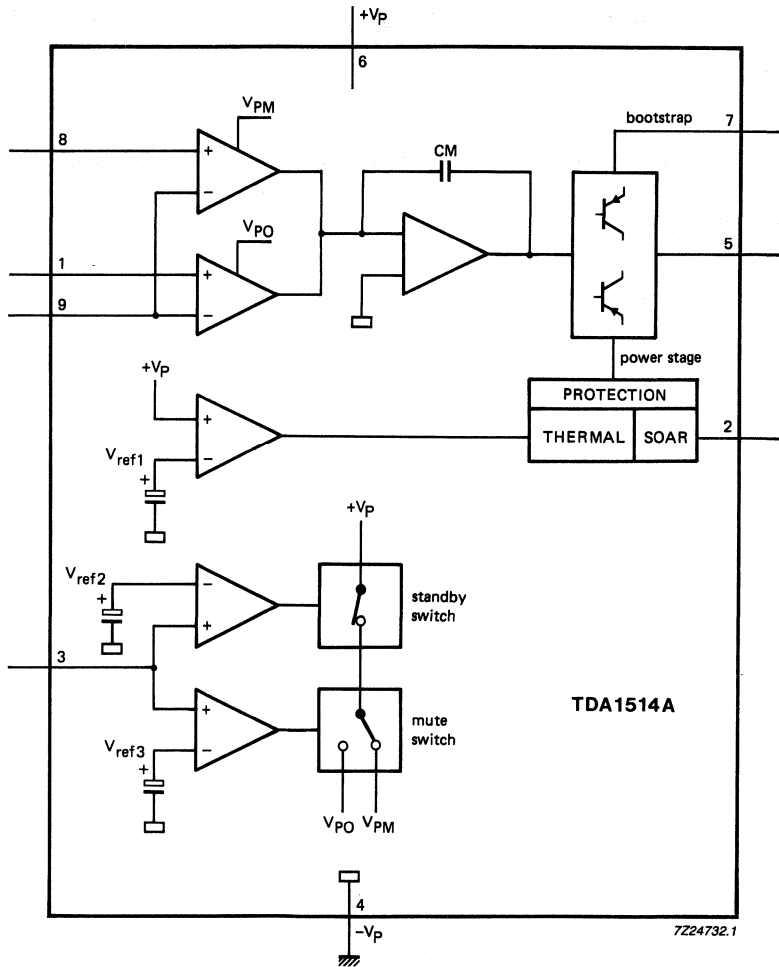 +VP
6
VPM
8
+
−
CM
bootstrap
7
VPO
1
+
9
−
5
power stage
+VP
+
−
Vref1
+
PROTECTION
THERMAL
SOAR
2
+VP
Vref2
+
−
+
standby
switch
3
+
−
Vref3
+
mute
switch
VPO
VPM
TDA1514A
4
−VP
7Z24732.1